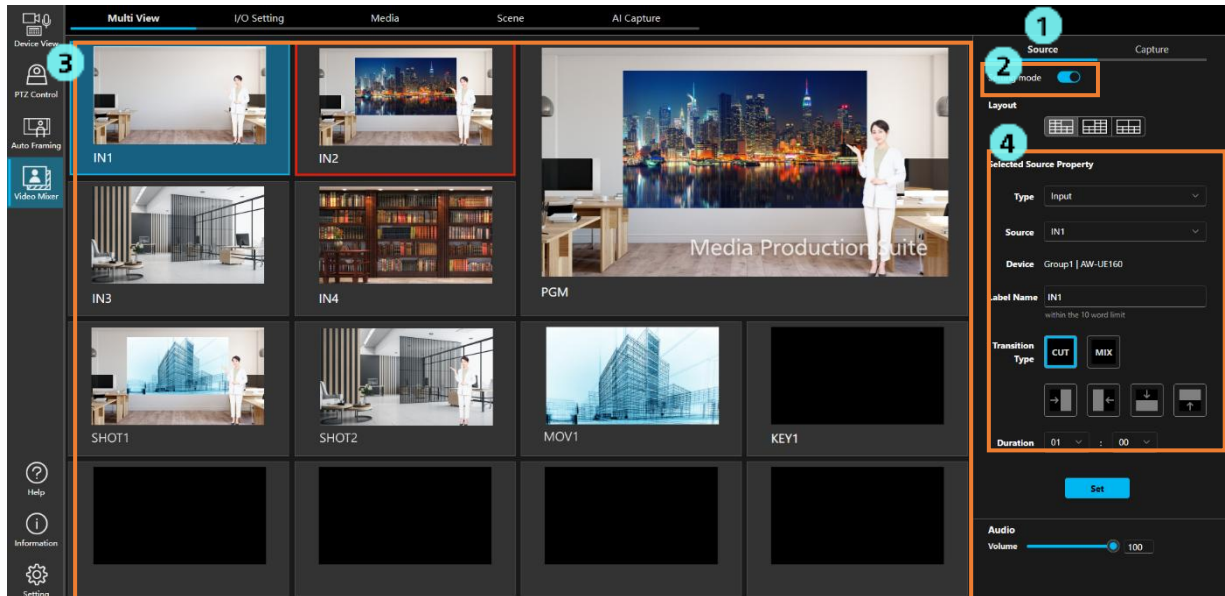 Device View
PTZ Control
Auto Framing
Video Mixer
Help
Information
Setting
Multi View
I/O Setting
Media
Scene
AI Capture
3
IN1
IN2
IN3
IN4
Media Production Suite
PGM
SHOT1
SHOT2
MOV1
KEY1
1
Source
Capture
2
mode
Layout
4
Selected Source Property
Type
Input
Source
IN1
Device
Group1 | AW-UE160
Label Name
IN1
within the 10 word limit
Transition
Type
CUT
MIX
Duration
01
:
00
Set
Audio
Volume
100